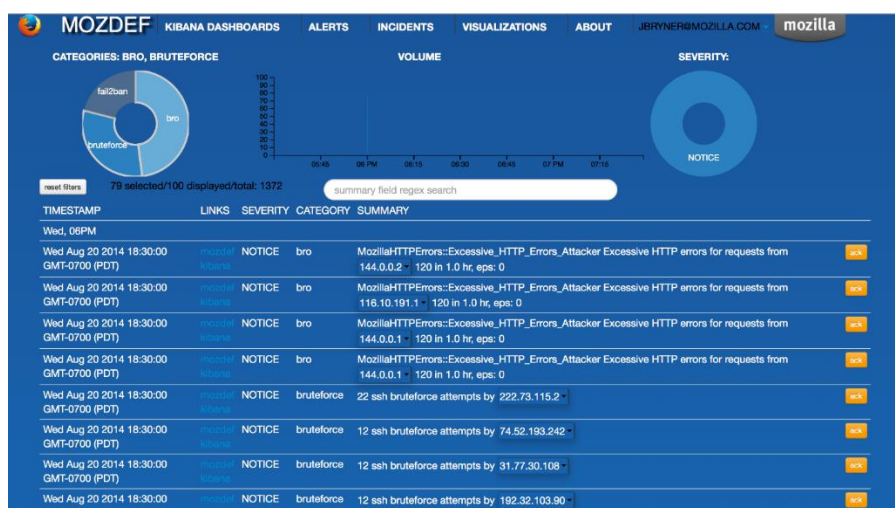 MOZDEF KIBANA DASHBOARDS ALERTS INCIDENTS VISUALIZATIONS ABOUT JBRYNER@MOZILLA.COM mozilla
CATEGORIES: BRO, BRUTEFORCE VOLUME SEVERITY:
fail2ban
bro
bruteforce
100
90
80
70
60
50
40
30
20
10
0
05:45 06 PM 06:15 06:30 06:45 07 PM 07:15
NOTICE
reset filters 79 selected/100 displayed/total: 1372 summary field regex search
TIMESTAMP LINKS SEVERITY CATEGORY SUMMARY
Wed, 06PM
Wed Aug 20 2014 18:30:00 mozdef NOTICE bro MozillaHTTPErrors::Excessive_HTTP_Errors_Attacker Excessive HTTP errors for requests from ack
GMT-0700 (PDT) kibana 144.0.0.2 120 in 1.0 hr, eps: 0
Wed Aug 20 2014 18:30:00 mozdef NOTICE bro MozillaHTTPErrors::Excessive_HTTP_Errors_Attacker Excessive HTTP errors for requests from ack
GMT-0700 (PDT) kibana 116.10.191.1 120 in 1.0 hr, eps: 0
Wed Aug 20 2014 18:30:00 mozdef NOTICE bro MozillaHTTPErrors::Excessive_HTTP_Errors_Attacker Excessive HTTP errors for requests from ack
GMT-0700 (PDT) kibana 144.0.0.1 120 in 1.0 hr, eps: 0
Wed Aug 20 2014 18:30:00 mozdef NOTICE bro MozillaHTTPErrors::Excessive_HTTP_Errors_Attacker Excessive HTTP errors for requests from ack
GMT-0700 (PDT) kibana 144.0.0.1 120 in 1.0 hr, eps: 0
Wed Aug 20 2014 18:30:00 mozdef NOTICE bruteforce 22 ssh bruteforce attempts by 222.73.115.2 ack
GMT-0700 (PDT) kibana
Wed Aug 20 2014 18:30:00 mozdef NOTICE bruteforce 12 ssh bruteforce attempts by 74.52.193.242 ack
GMT-0700 (PDT) kibana
Wed Aug 20 2014 18:30:00 mozdef NOTICE bruteforce 12 ssh bruteforce attempts by 31.77.30.108 ack
GMT-0700 (PDT) kibana
Wed Aug 20 2014 18:30:00 mozdef NOTICE bruteforce 12 ssh bruteforce attempts by 192.32.103.90 ack